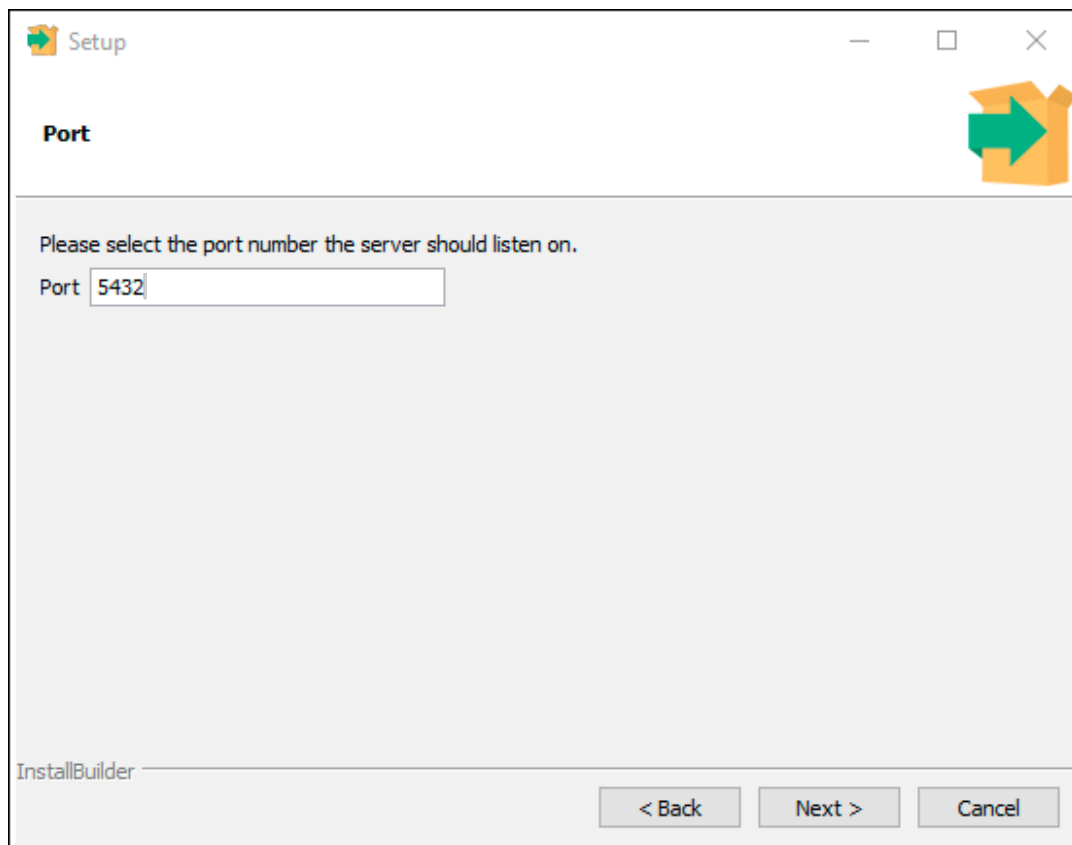 Setup
Port
Please select the port number the server should listen on.
Port 5432
InstallBuilder
< Back Next > Cancel